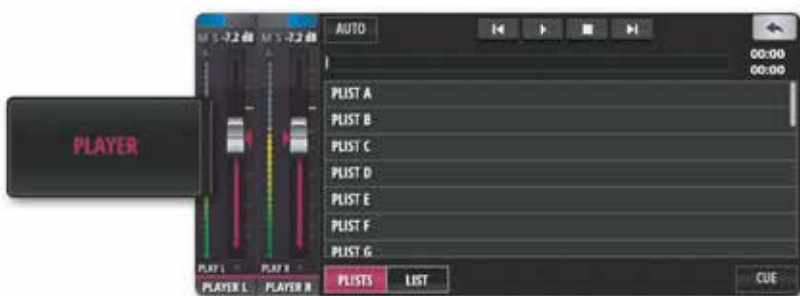 PLAYER
M S -7.2 dB M S -7.2 dB
AUTO
00:00
00:00
PLIST A
PLIST B
PLIST C
PLIST D
PLIST E
PLIST F
PLIST G
PLAY L PLAY R
PLAYER L PLAYER R
PLISTS LIST
CUE